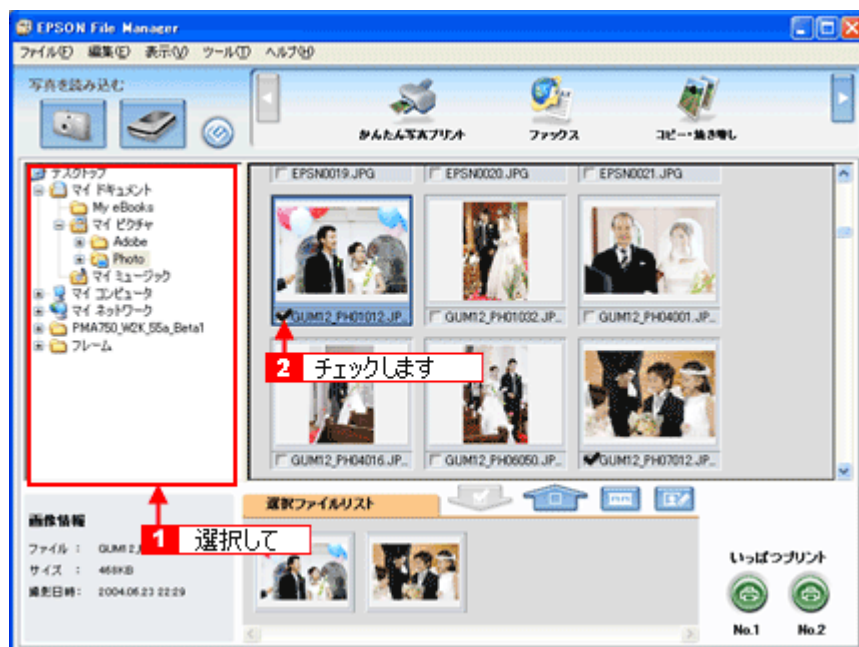 EPSON File Manager
ファイル(F) 編集(E) 表示(V) ツール(T) ヘルプ(H)
写真を読み込む
かんたん写真プリント
ファックス
コピー・焼き増し
デスクトップ
マイ ドキュメント
My eBooks
マイ ピクチャ
Adobe
Photo
マイ ミュージック
マイ コンピュータ
マイ ネットワーク
PMA750_W2K_S5a_Beta1
フレーム
EPSN0019.JPG
EPSN0020.JPG
EPSN0021.JPG
GUM12_PH01012.JP...
GUM12_PH01032.JP...
GUM12_PH04001.JP...
2 チェックします
GUM12_PH04016.JP...
GUM12_PH06050.JP...
GUM12_PH07012.JP...
選択ファイルリスト
画像情報
1 選択して
ファイル : GUM12
サイズ : 468KB
撮影日時: 2004.06.23 22:29
いっぱつプリント
No.1 No.2